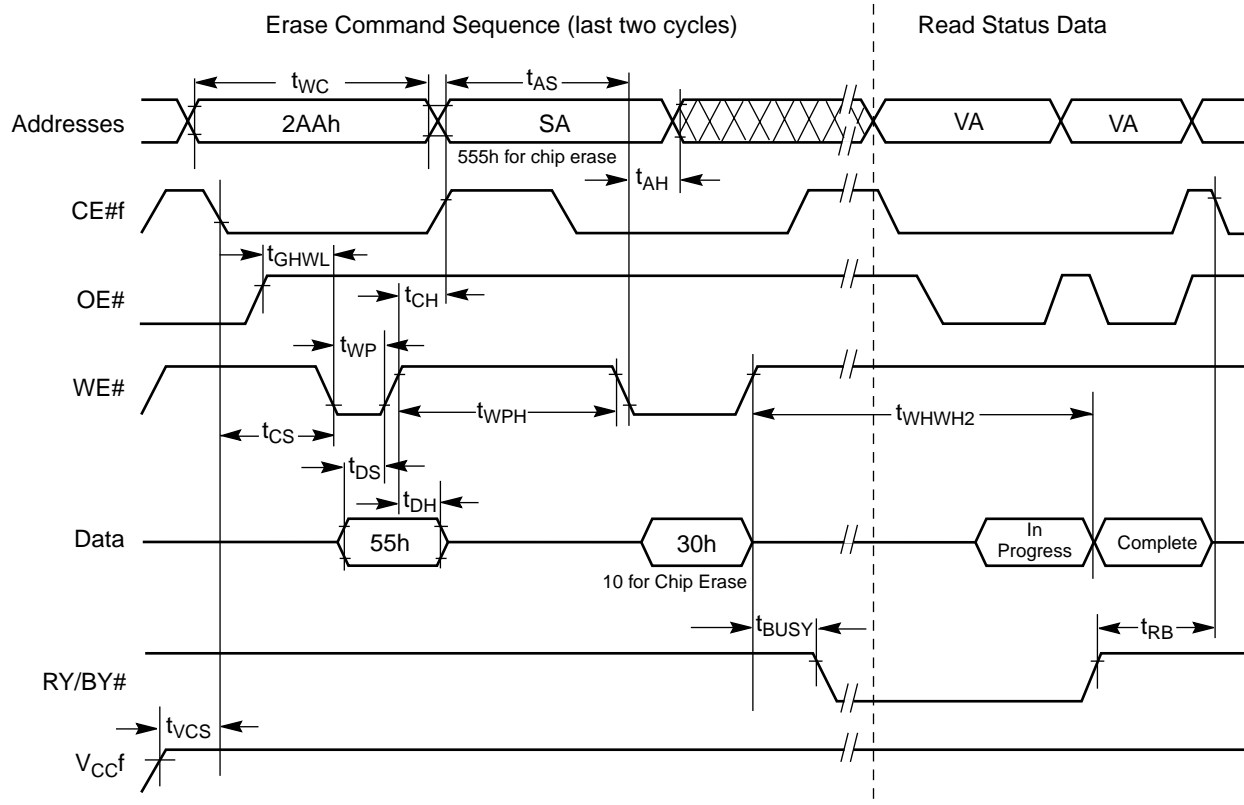 Erase Command Sequence (last two cycles)
Read Status Data
tWC
tAS
Addresses
2AAh
SA
VA
VA
555h for chip erase
tAH
CE#f
tGHWL
OE#
tCH
tWP
WE#
tWPH
tWHWH2
tCS
tDS
tDH
Data
55h
30h
In
Progress
Complete
10 for Chip Erase
tBUSY
tRB
RY/BY#
tVCS
VCCf